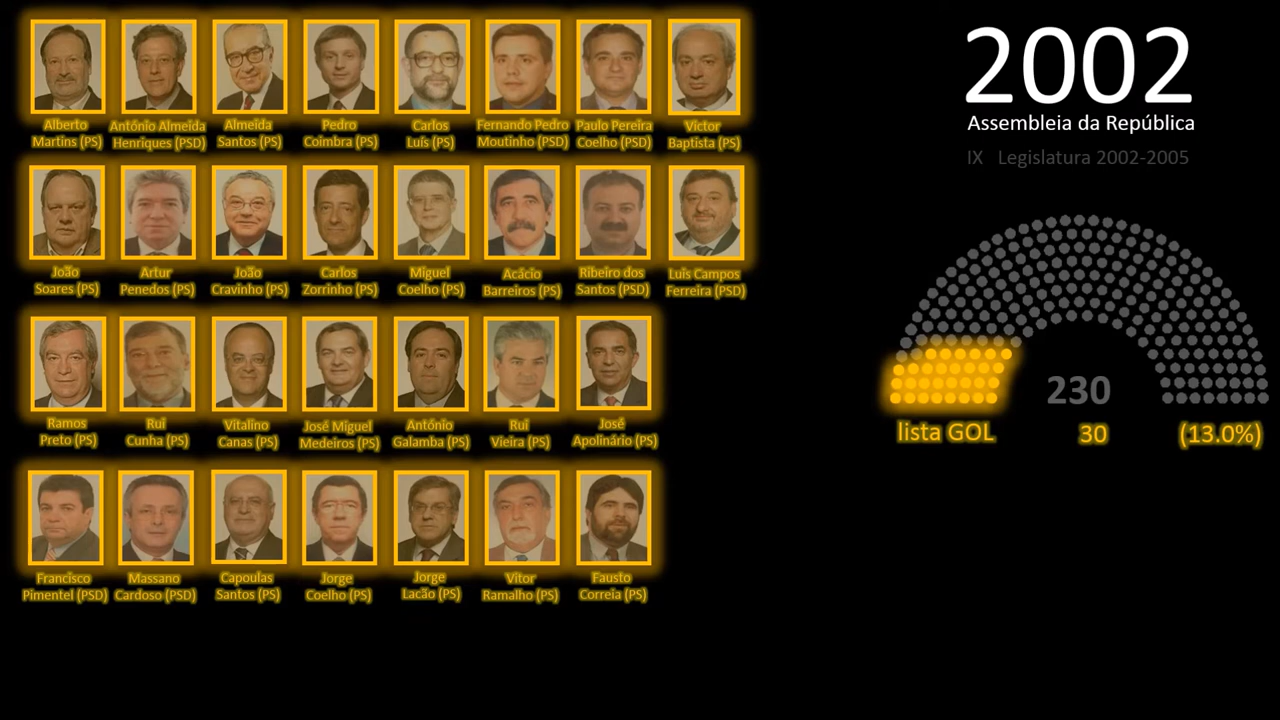 2002
Assembleia da República
IX Legislatura 2002-2005
Alberto
Martins (PS)
António Almeida
Henriques (PSD)
Almeida
Santos (PS)
Pedro
Coimbra (PS)
Carlos
Luís (PS)
Fernando Pedro
Moutinho (PSD)
Paulo Pereira
Coelho (PSD)
Victor
Baptista (PS)
João
Soares (PS)
Artur
Penedos (PS)
João
Cravinho (PS)
Carlos
Zorrinho (PS)
Miguel
Coelho (PS)
Acácio
Barreiros (PS)
Ribeiro dos
Santos (PSD)
Luís Campos
Ferreira (PSD)
Ramos
Preto (PS)
Rui
Cunha (PS)
Vitalino
Canas (PS)
José Miguel
Medeiros (PS)
António
Galamba (PS)
Rui
Vieira (PS)
José
Apolinário (PS)
Francisco
Pimentel (PSD)
Massano
Cardoso (PSD)
Capoulas
Santos (PS)
Jorge
Coelho (PS)
Jorge
Lacão (PS)
Vitor
Ramalho (PS)
Fausto
Correia (PS)
230
lista GOL 30 (13.0%)